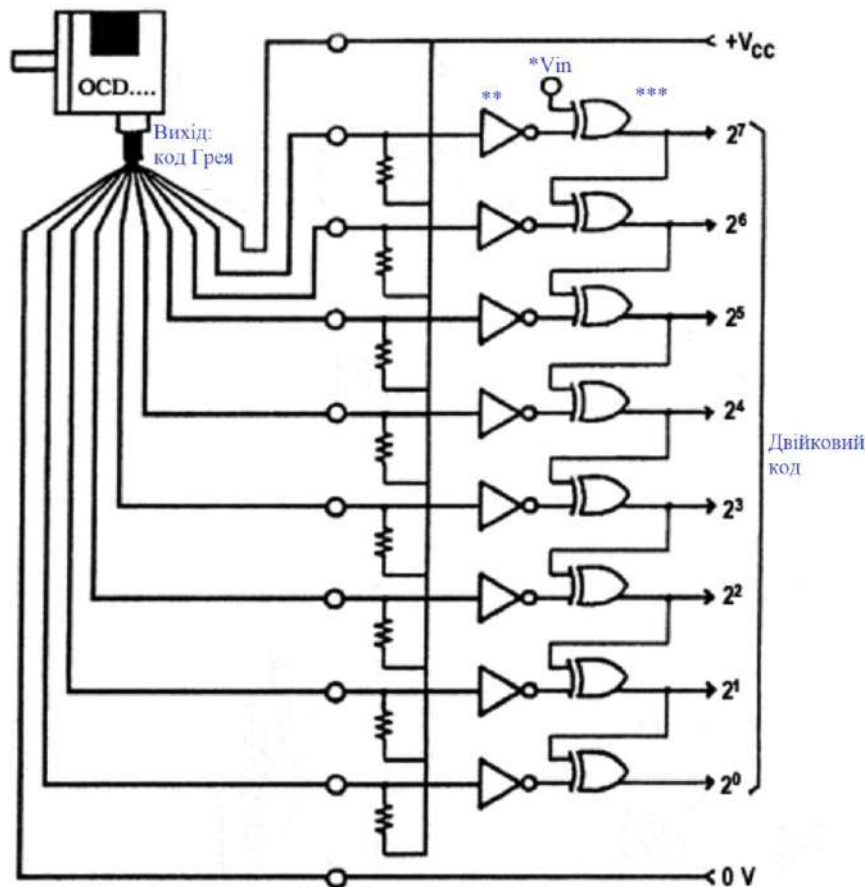 +Vcc
*Vin
OCD....
**
***
Вихід:
код Грея
2⁷
2⁶
2⁵
2⁴
Двійковий
код
2³
2²
2¹
2⁰
0 V